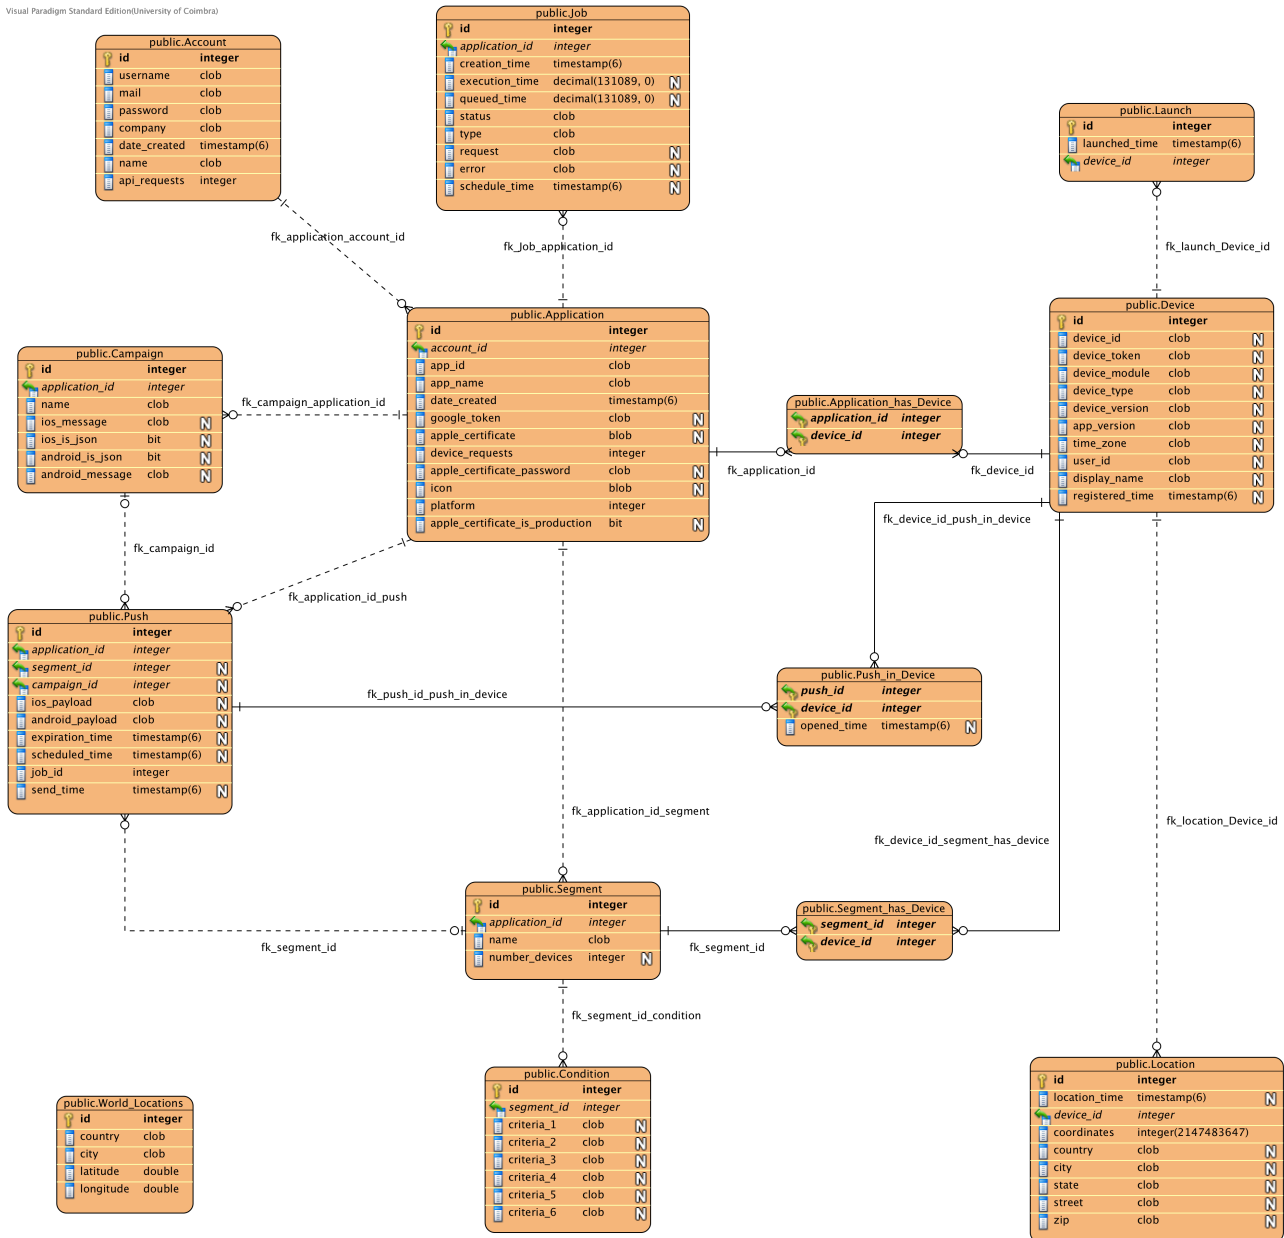 Visual Paradigm Standard Edition(University of Coimbra)
public.Account
id integer
username clob
mail clob
password clob
company clob
date_created timestamp(6)
name clob
api_requests integer
public.Job
id integer
application_id integer
creation_time timestamp(6)
execution_time decimal(131089, 0) N
queued_time decimal(131089, 0) N
status clob
type clob
request clob N
error clob N
schedule_time timestamp(6) N
public.Launch
id integer
launched_time timestamp(6)
device_id integer
fk_application_account_id
fk_Job_application_id
fk_launch_Device_id
public.Campaign
id integer
application_id integer
name clob
ios_message clob N
ios_is_json bit N
android_is_json bit N
android_message clob N
fk_campaign_application_id
public.Application
id integer
account_id integer
app_id clob
app_name clob
date_created timestamp(6)
google_token clob N
apple_certificate blob N
device_requests integer
apple_certificate_password clob N
icon blob N
platform integer
apple_certificate_is_production bit N
public.Application_has_Device
application_id integer
device_id integer
fk_application_id
fk_device_id
public.Device
id integer
device_id clob N
device_token clob N
device_module clob N
device_type clob N
device_version clob N
app_version clob N
time_zone clob N
user_id clob N
display_name clob N
registered_time timestamp(6) N
fk_device_id_push_in_device
fk_campaign_id
fk_application_id_push
public.Push
id integer
application_id integer
segment_id integer N
campaign_id integer N
ios_payload clob N
android_payload clob N
expiration_time timestamp(6) N
scheduled_time timestamp(6) N
job_id integer
send_time timestamp(6) N
fk_push_id_push_in_device
public.Push_in_Device
push_id integer
device_id integer
opened_time timestamp(6) N
fk_application_id_segment
fk_device_id_segment_has_device
fk_location_Device_id
public.Segment
id integer
application_id integer
name clob
number_devices integer N
fk_segment_id
fk_segment_id
public.Segment_has_Device
segment_id integer
device_id integer
fk_segment_id_condition
public.World_Locations
id integer
country clob
city clob
latitude double
longitude double
public.Condition
id integer
segment_id integer
criteria_1 clob N
criteria_2 clob N
criteria_3 clob N
criteria_4 clob N
criteria_5 clob N
criteria_6 clob N
public.Location
id integer
location_time timestamp(6) N
device_id integer
coordinates integer(2147483647)
country clob N
city clob N
state clob N
street clob N
zip clob N